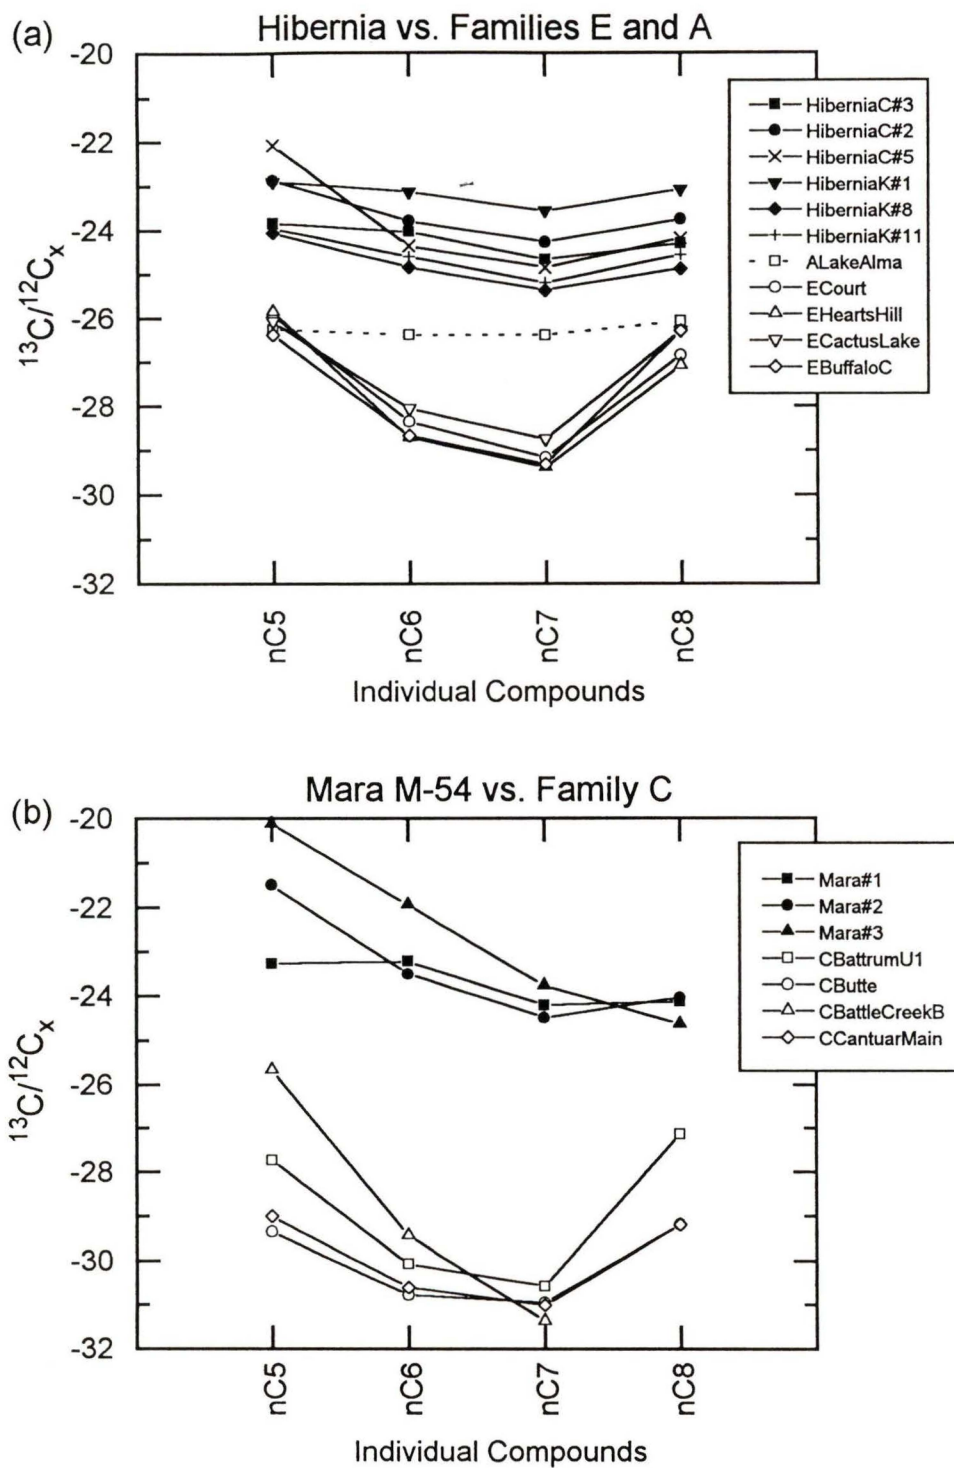 (a)
Hibernia vs. Families E and A
-20
-22
-24
-26
-28
-30
-32
13C/12Cx
nC5
nC6
nC7
nC8
Individual Compounds
HiberniaC#3
HiberniaC#2
HiberniaC#5
HiberniaK#1
HiberniaK#8
HiberniaK#11
ALakeAlma
ECourt
EHeartsHill
ECactusLake
EBuffaloC
(b)
Mara M-54 vs. Family C
-20
-22
-24
-26
-28
-30
-32
13C/12Cx
nC5
nC6
nC7
nC8
Individual Compounds
Mara#1
Mara#2
Mara#3
CBattrumU1
CButte
CBattleCreekB
CCantuarMain